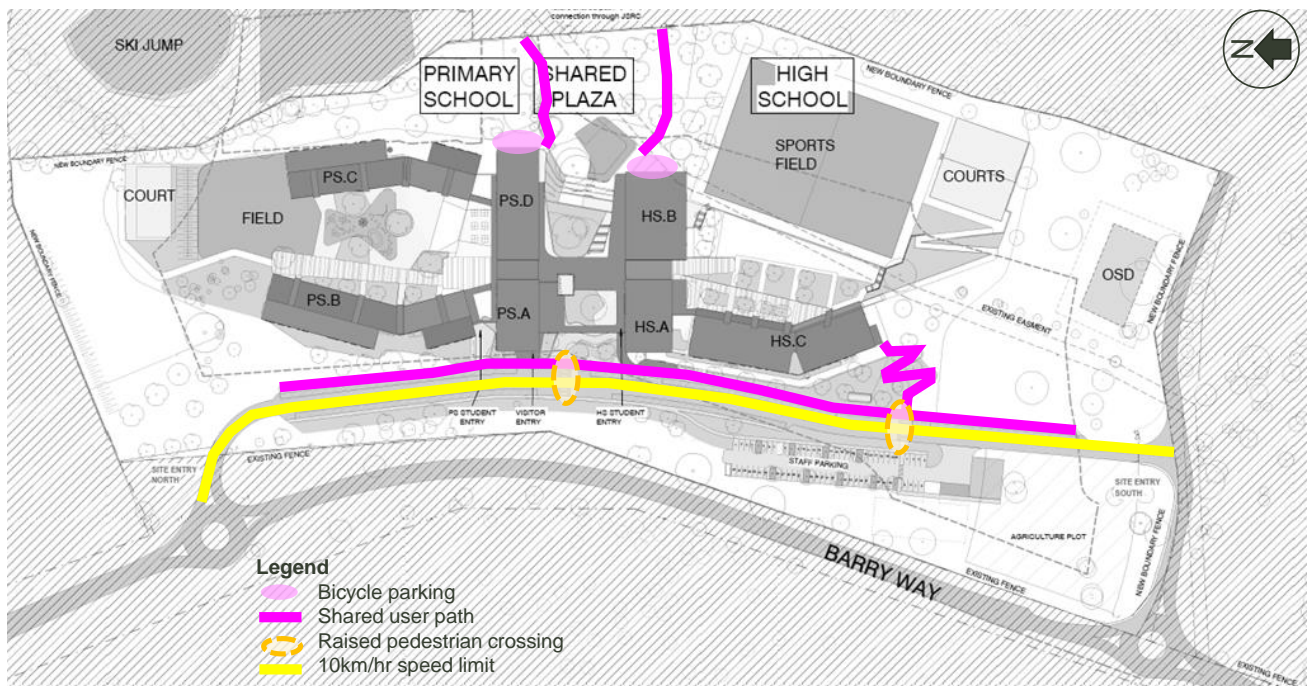 connection through JSRC
SKI JUMP
N
PRIMARY
SCHOOL
SHARED
PLAZA
HIGH
SCHOOL
NEW BOUNDARY FENCE
SPORTS
FIELD
NEW BOUNDARY FENCE
COURT
PS.C
FIELD
PS.D
HS.B
COURTS
NEW BOUNDARY FENCE
OSD
NEW BOUNDARY FENCE
PS.B
PS.A
HS.A
HS.C
EXISTING EASMENT
PS STUDENT
ENTRY
VISITOR
ENTRY
HS STUDENT
ENTRY
EXISTING FENCE
SITE ENTRY
NORTH
STAFF PARKING
SITE ENTRY
SOUTH
AGRICULTURE PLOT
NEW BOUNDARY FENCE
BARRY WAY
EXISTING FENCE
EXISTING FENCE
Legend
Bicycle parking
Shared user path
Raised pedestrian crossing
10km/hr speed limit